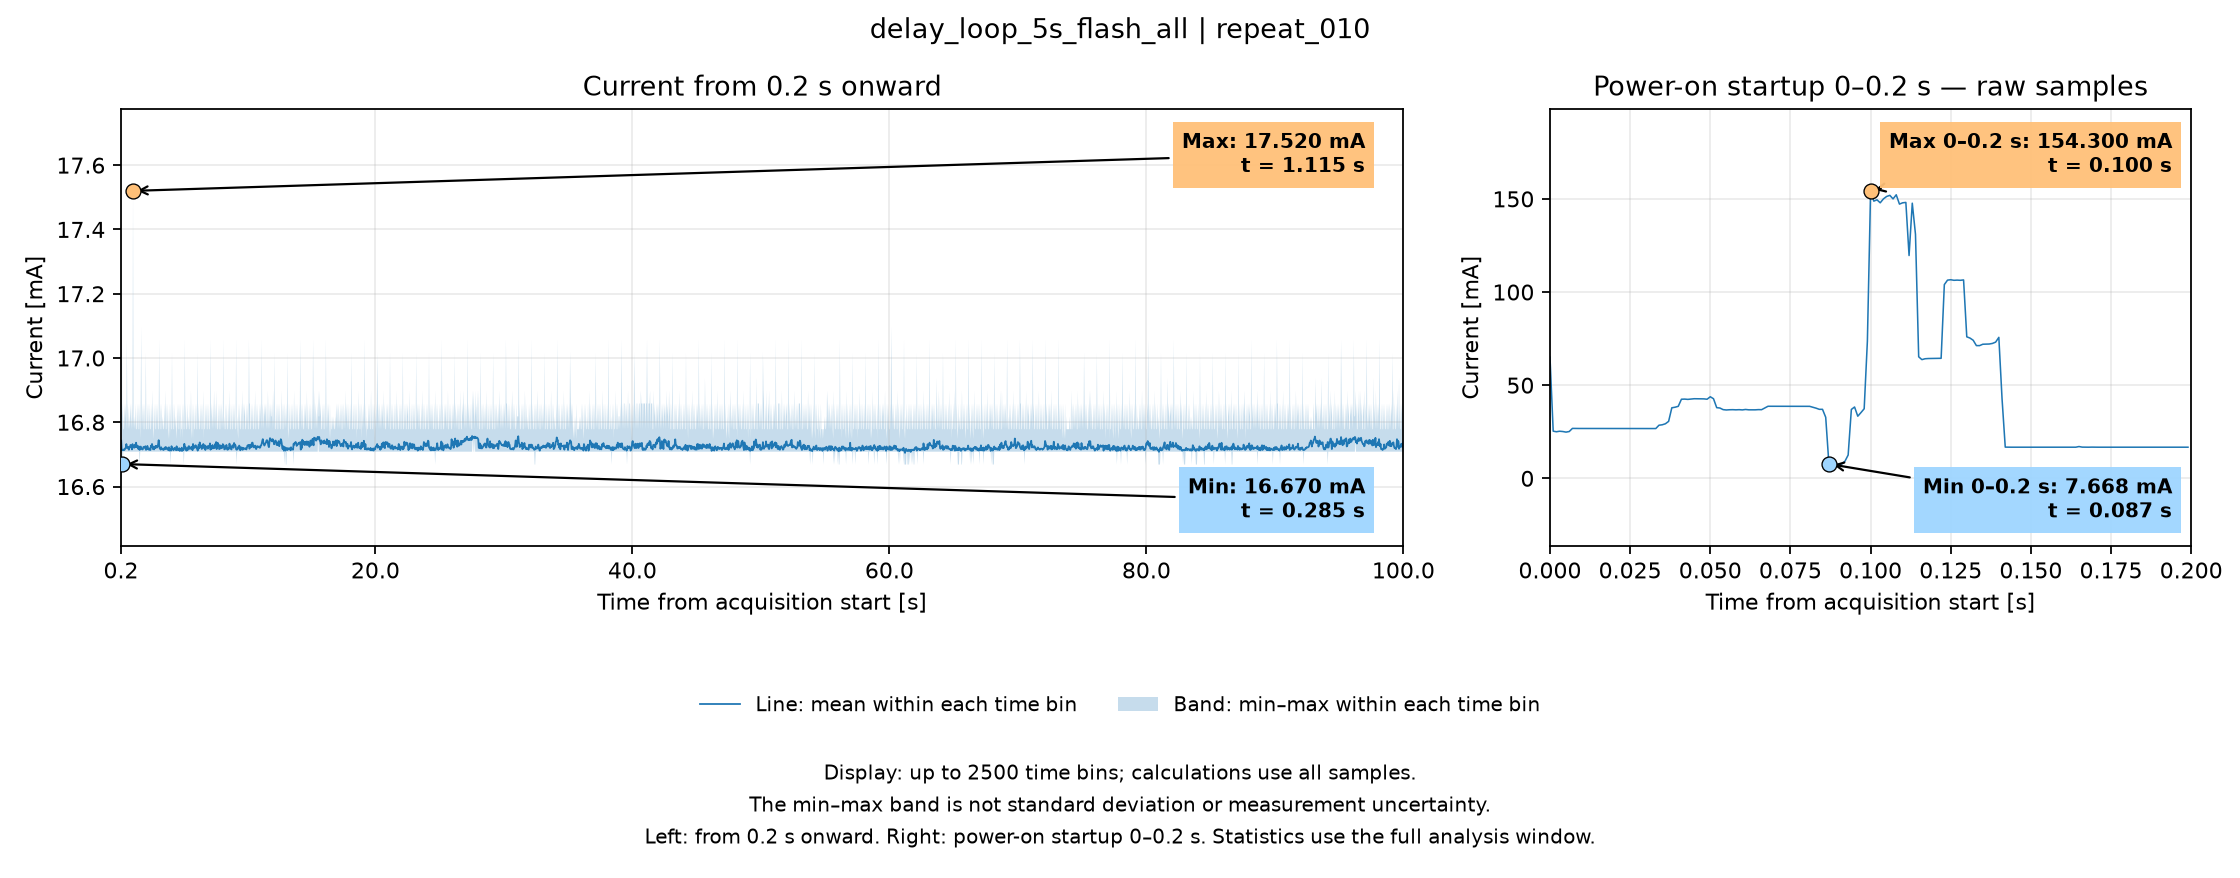 delay_loop_5s_flash_all | repeat_010
Current from 0.2 s onward
Current [mA]
17.6
17.4
17.2
17.0
16.8
16.6
Max: 17.520 mA
t = 1.115 s
Min: 16.670 mA
t = 0.285 s
0.2
20.0
40.0
60.0
80.0
100.0
Time from acquisition start [s]
Power-on startup 0–0.2 s — raw samples
Current [mA]
150
100
50
0
Max 0–0.2 s: 154.300 mA
t = 0.100 s
Min 0–0.2 s: 7.668 mA
t = 0.087 s
0.000
0.025
0.050
0.075
0.100
0.125
0.150
0.175
0.200
Time from acquisition start [s]
Line: mean within each time bin
Band: min–max within each time bin
Display: up to 2500 time bins; calculations use all samples.
The min–max band is not standard deviation or measurement uncertainty.
Left: from 0.2 s onward. Right: power-on startup 0–0.2 s. Statistics use the full analysis window.